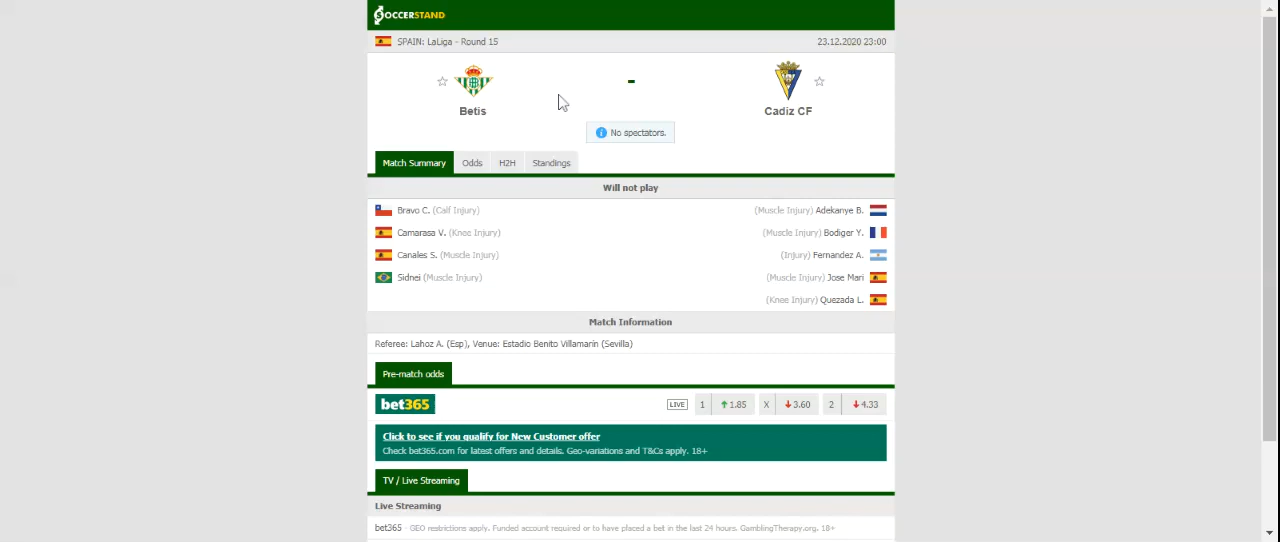 SOCCERSTAND
SPAIN: LaLiga - Round 15 23.12.2020 23:00
-
Betis Cadiz CF
No spectators.
Match Summary Odds H2H Standings
Will not play
Bravo C. (Calf Injury) (Muscle Injury) Adekanye B.
Camarasa V. (Knee Injury) (Muscle Injury) Bodiger Y.
Canales S. (Muscle Injury) (Injury) Fernandez A.
Sidnei (Muscle Injury) (Muscle Injury) Jose Mari
(Knee Injury) Quezada L.
Match Information
Referee: Lahoz A. (Esp), Venue: Estadio Benito Villamarín (Sevilla)
Pre-match odds
bet365 LIVE 1 1.85 X 3.60 2 4.33
Click to see if you qualify for New Customer offer
Check bet365.com for latest offers and details. Geo-variations and T&Cs apply. 18+
TV / Live Streaming
Live Streaming
bet365 - GEO restrictions apply. Funded account required or to have placed a bet in the last 24 hours. GamblingTherapy.org. 18+